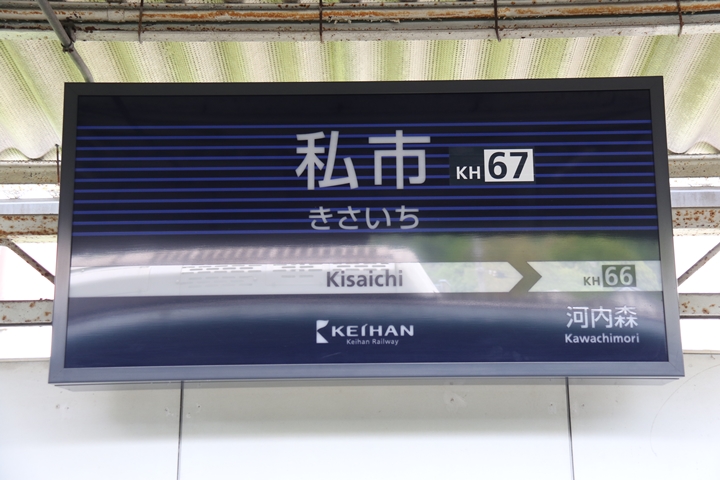 私市 KH 67
きさいち
Kisaichi
KH 66
河内森
Kawachimori
KEIHAN
Keihan Railway